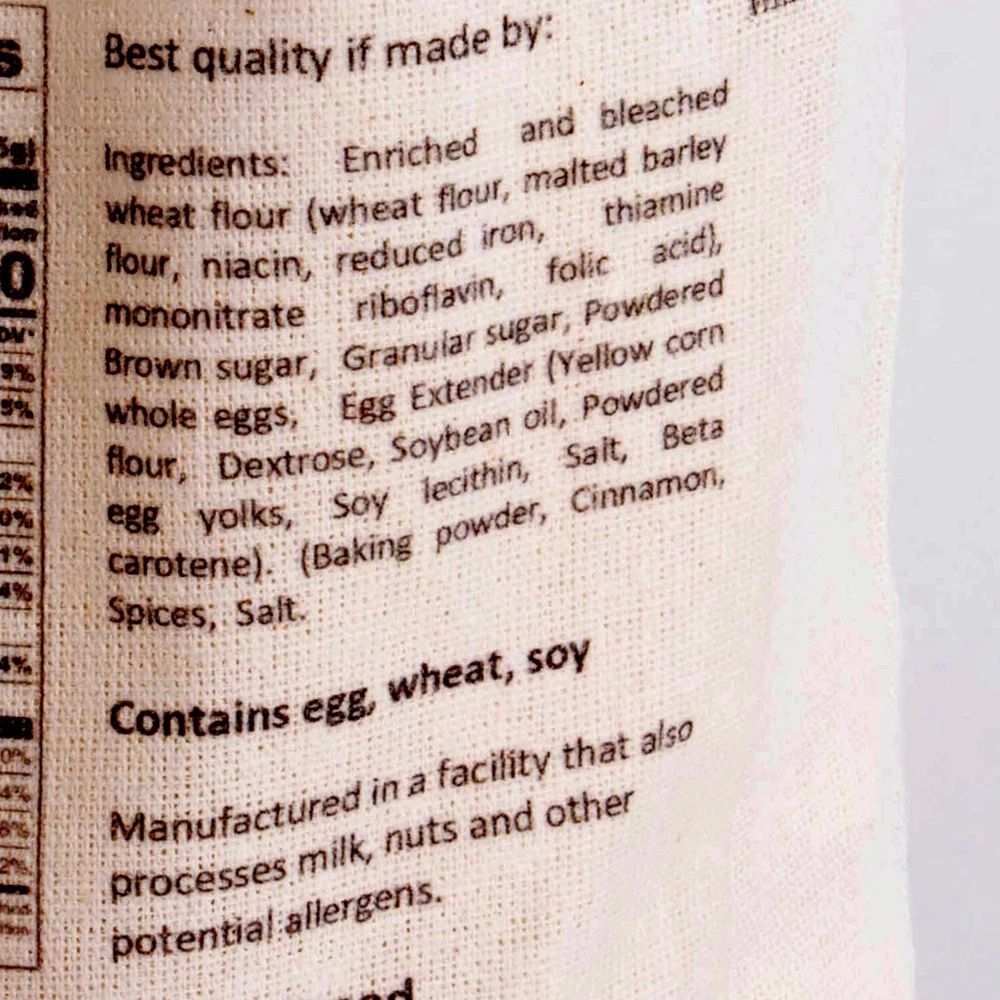 Best quality if made by:
Ingredients: Enriched and bleached
wheat flour (wheat flour, malted barley
flour, niacin, reduced iron, thiamine
mononitrate riboflavin, folic acid),
Brown sugar, Granular sugar, Powdered
whole eggs, Egg Extender (Yellow corn
flour, Dextrose, Soybean oil, Powdered
egg yolks, Soy lecithin, Salt, Beta
carotene). (Baking powder, Cinnamon,
Spices, Salt.
Contains egg, wheat, soy
Manufactured in a facility that also
processes milk, nuts and other
potential allergens.